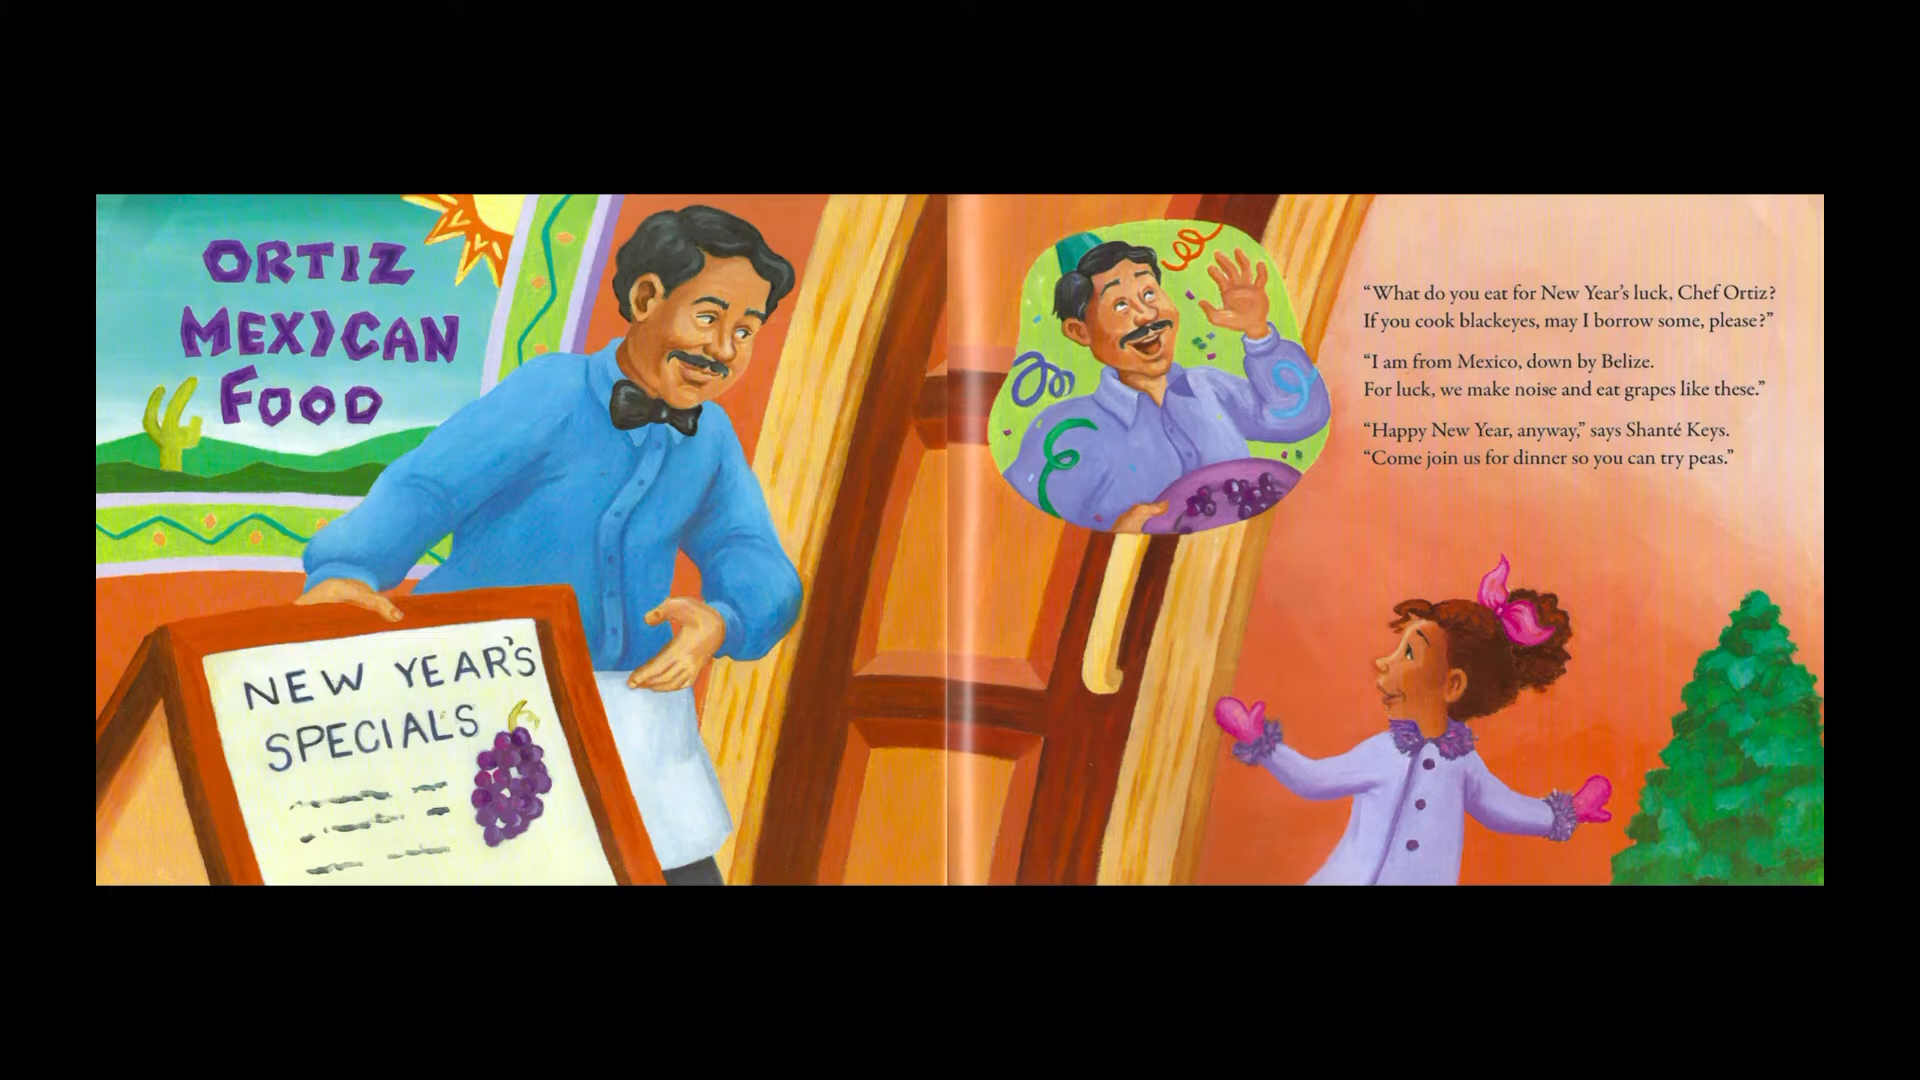 ORTIZ
MEXICAN
FOOD
NEW YEAR'S
SPECIALS
“What do you eat for New Year’s luck, Chef Ortiz?
If you cook blackeyes, may I borrow some, please?”
“I am from Mexico, down by Belize.
For luck, we make noise and eat grapes like these.”
“Happy New Year, anyway,” says Shanté Keys.
“Come join us for dinner so you can try peas.”